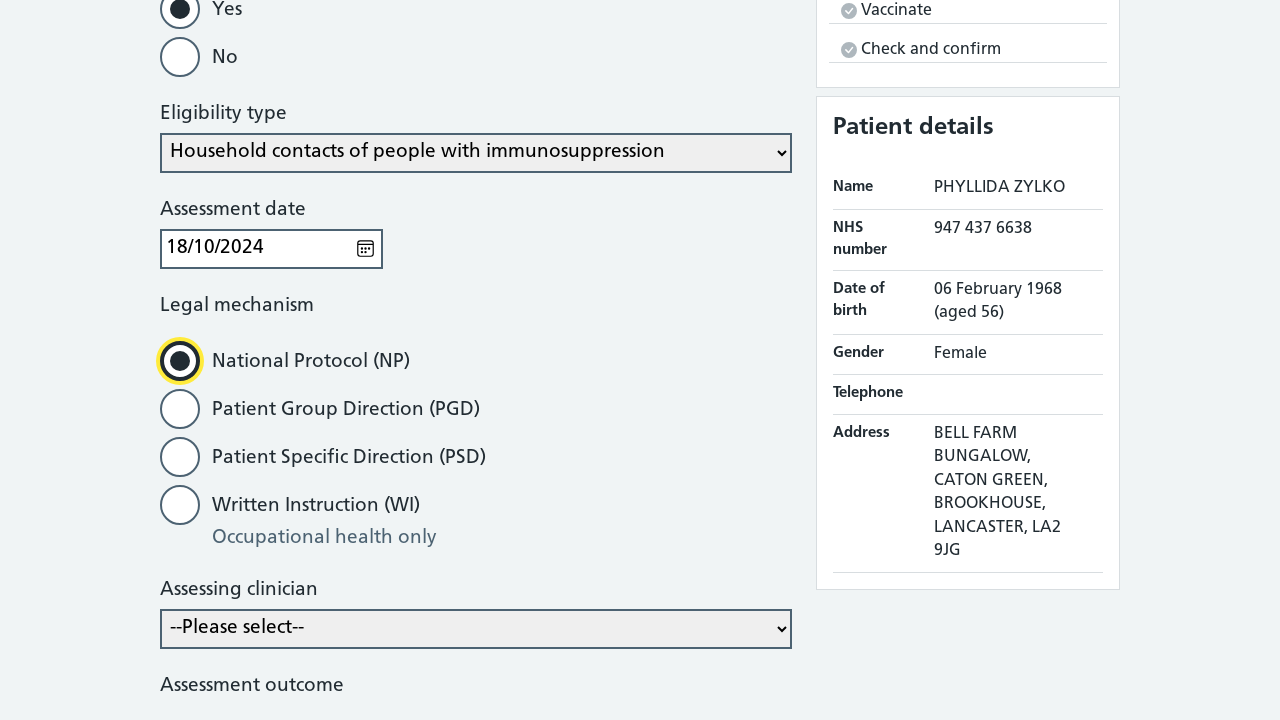 Yes
No
Eligibility type
Household contacts of people with immunosuppression
Assessment date
18/10/2024
Legal mechanism
National Protocol (NP)
Patient Group Direction (PGD)
Patient Specific Direction (PSD)
Written Instruction (WI)
Occupational health only
Assessing clinician
--Please select--
Assessment outcome
Vaccinate
Check and confirm
Patient details
Name PHYLLIDA ZYLKO
NHS number 947 437 6638
Date of birth 06 February 1968 (aged 56)
Gender Female
Telephone
Address BELL FARM
BUNGALOW,
CATON GREEN,
BROOKHOUSE,
LANCASTER, LA2
9JG